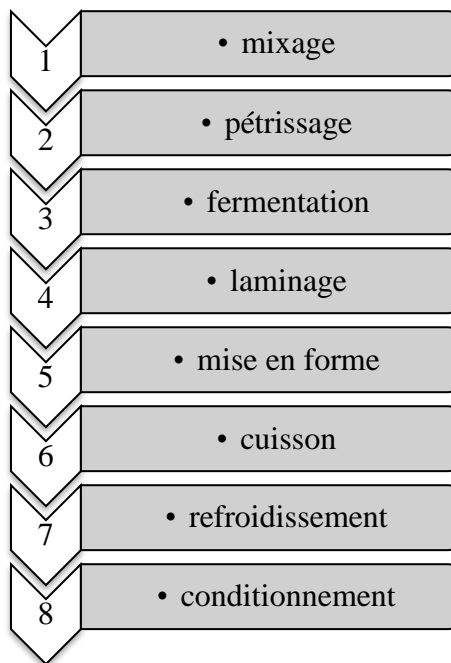 1 • mixage
2 • pétrissage
3 • fermentation
4 • laminage
5 • mise en forme
6 • cuisson
7 • refroidissement
8 • conditionnement